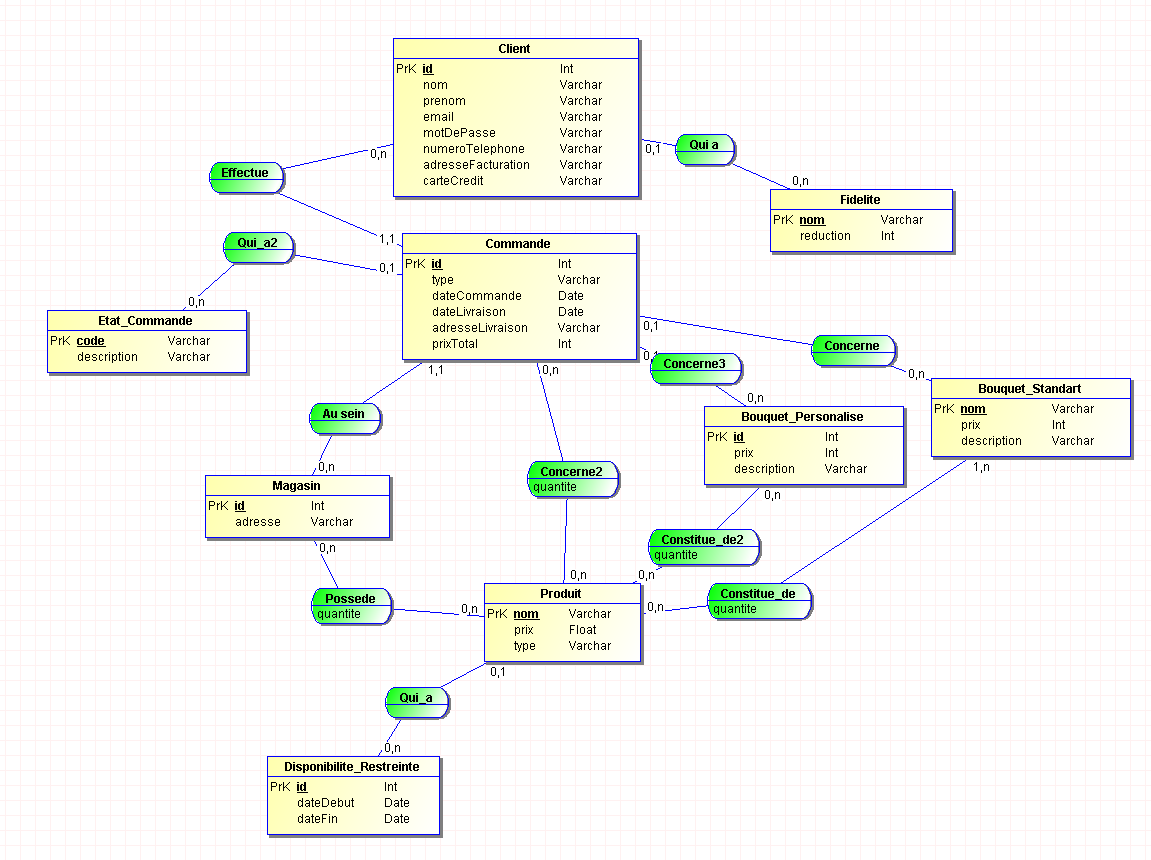 Client
PrK id Int
nom Varchar
prenom Varchar
email Varchar
motDePasse Varchar
numeroTelephone Varchar
adresseFacturation Varchar
carteCredit Varchar
0,n
0,1
Qui a
0,n
Effectue
Fidelite
PrK nom Varchar
reduction Int
1,1
Qui_a2
0,1
0,n
Commande
PrK id Int
type Varchar
dateCommande Date
dateLivraison Date
adresseLivraison Varchar
prixTotal Int
Etat_Commande
PrK code Varchar
description Varchar
0,1
Concerne
0,n
0,1
Concerne3
0,n
1,1
0,n
Bouquet_Standart
PrK nom Varchar
prix Int
description Varchar
1,n
Bouquet_Personalise
PrK id Int
prix Int
description Varchar
0,n
Au sein
0,n
Magasin
PrK id Int
adresse Varchar
0,n
Concerne2
quantite
0,n
Constitue_de2
quantite
0,n
Constitue_de
quantite
0,n
Possede
quantite
0,n
Produit
PrK nom Varchar
prix Float
type Varchar
0,1
Qui_a
0,n
Disponibilite_Restreinte
PrK id Int
dateDebut Date
dateFin Date